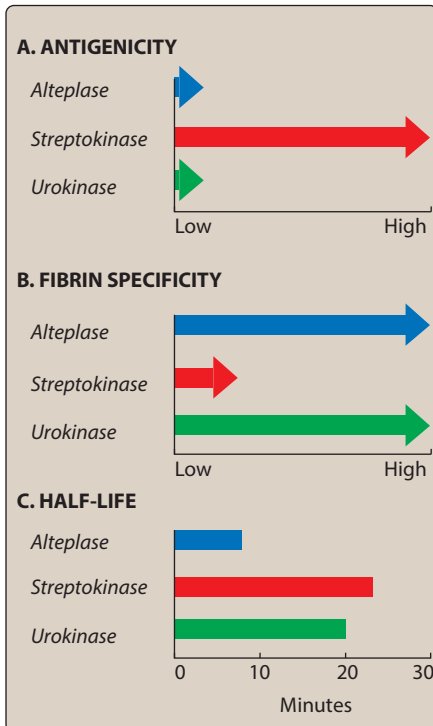 A. ANTIGENICITY
Alteplase
Streptokinase
Urokinase
Low High
B. FIBRIN SPECIFICITY
Alteplase
Streptokinase
Urokinase
Low High
C. HALF-LIFE
Alteplase
Streptokinase
Urokinase
0 10 20 30
Minutes